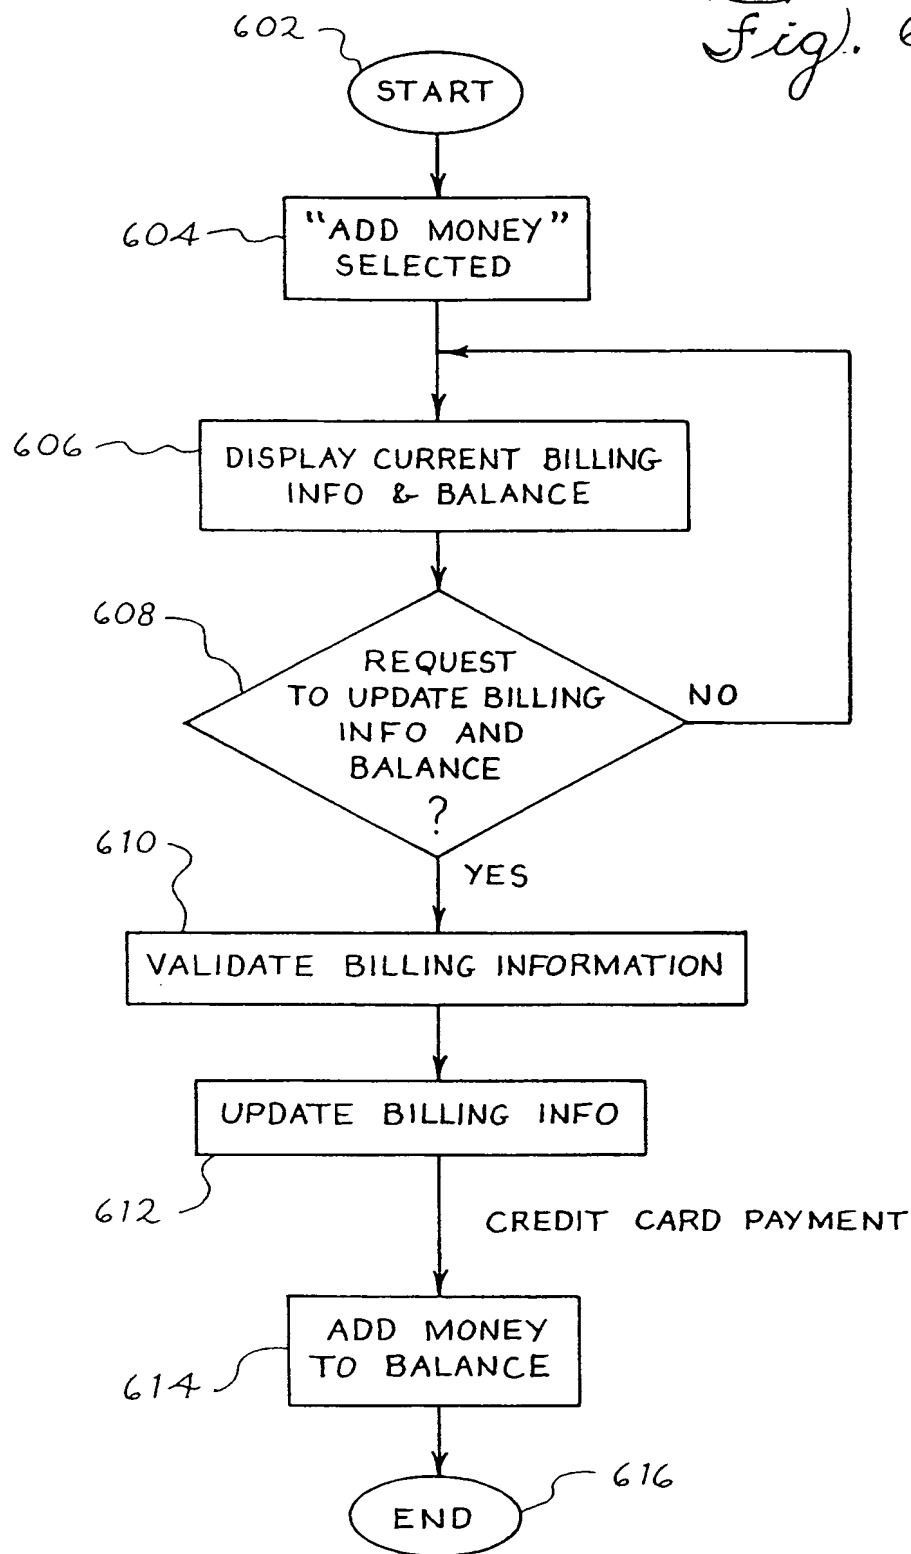 Fig. 6
602
START
604
"ADD MONEY"
SELECTED
606
DISPLAY CURRENT BILLING
INFO & BALANCE
608
REQUEST
TO UPDATE BILLING
INFO AND
BALANCE
?
NO
YES
610
VALIDATE BILLING INFORMATION
UPDATE BILLING INFO
612
CREDIT CARD PAYMENT
ADD MONEY
TO BALANCE
614
616
END